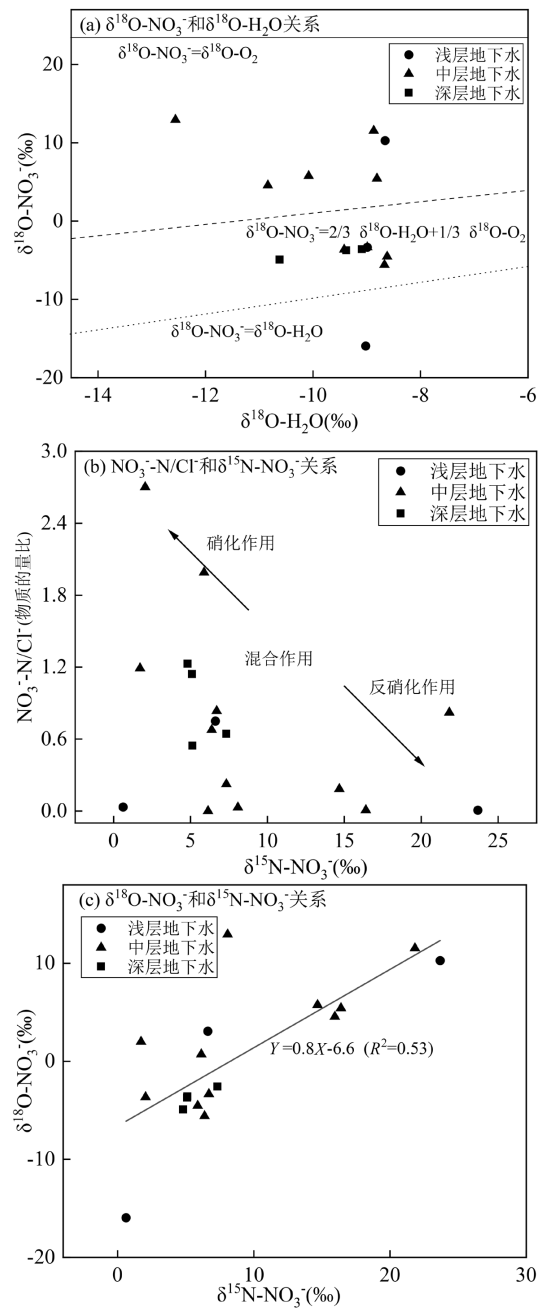 (a) δ¹⁸O-NO₃⁻和δ¹⁸O-H₂O关系
δ¹⁸O-NO₃⁻=δ¹⁸O-O₂
浅层地下水
中层地下水
深层地下水
20
10
0
-10
-20
δ¹⁸O-NO₃⁻(‰)
δ¹⁸O-NO₃⁻=2/3 δ¹⁸O-H₂O+1/3 δ¹⁸O-O₂
δ¹⁸O-NO₃⁻=δ¹⁸O-H₂O
-14 -12 -10 -8 -6
δ¹⁸O-H₂O(‰)
(b) NO₃⁻-N/Cl⁻和δ¹⁵N-NO₃⁻关系
浅层地下水
中层地下水
深层地下水
3.0
2.4
1.8
1.2
0.6
0.0
NO₃⁻-N/Cl⁻(物质的量比)
硝化作用
混合作用
反硝化作用
0 5 10 15 20 25
δ¹⁵N-NO₃⁻(‰)
(c) δ¹⁸O-NO₃⁻和δ¹⁵N-NO₃⁻关系
浅层地下水
中层地下水
深层地下水
10
0
-10
-20
δ¹⁸O-NO₃⁻(‰)
Y=0.8X-6.6 (R²=0.53)
0 10 20 30
δ¹⁵N-NO₃⁻(‰)